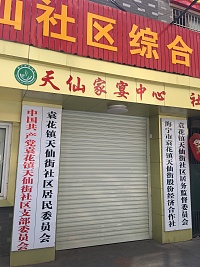 仙社区综合
天仙家宴中心 社
中国共产党袁花镇天仙街社区支部委员会
袁花镇天仙街社区居民委员会
海宁市袁花镇天仙街股份经济合作社
袁花镇天仙街社区居务监督委员会